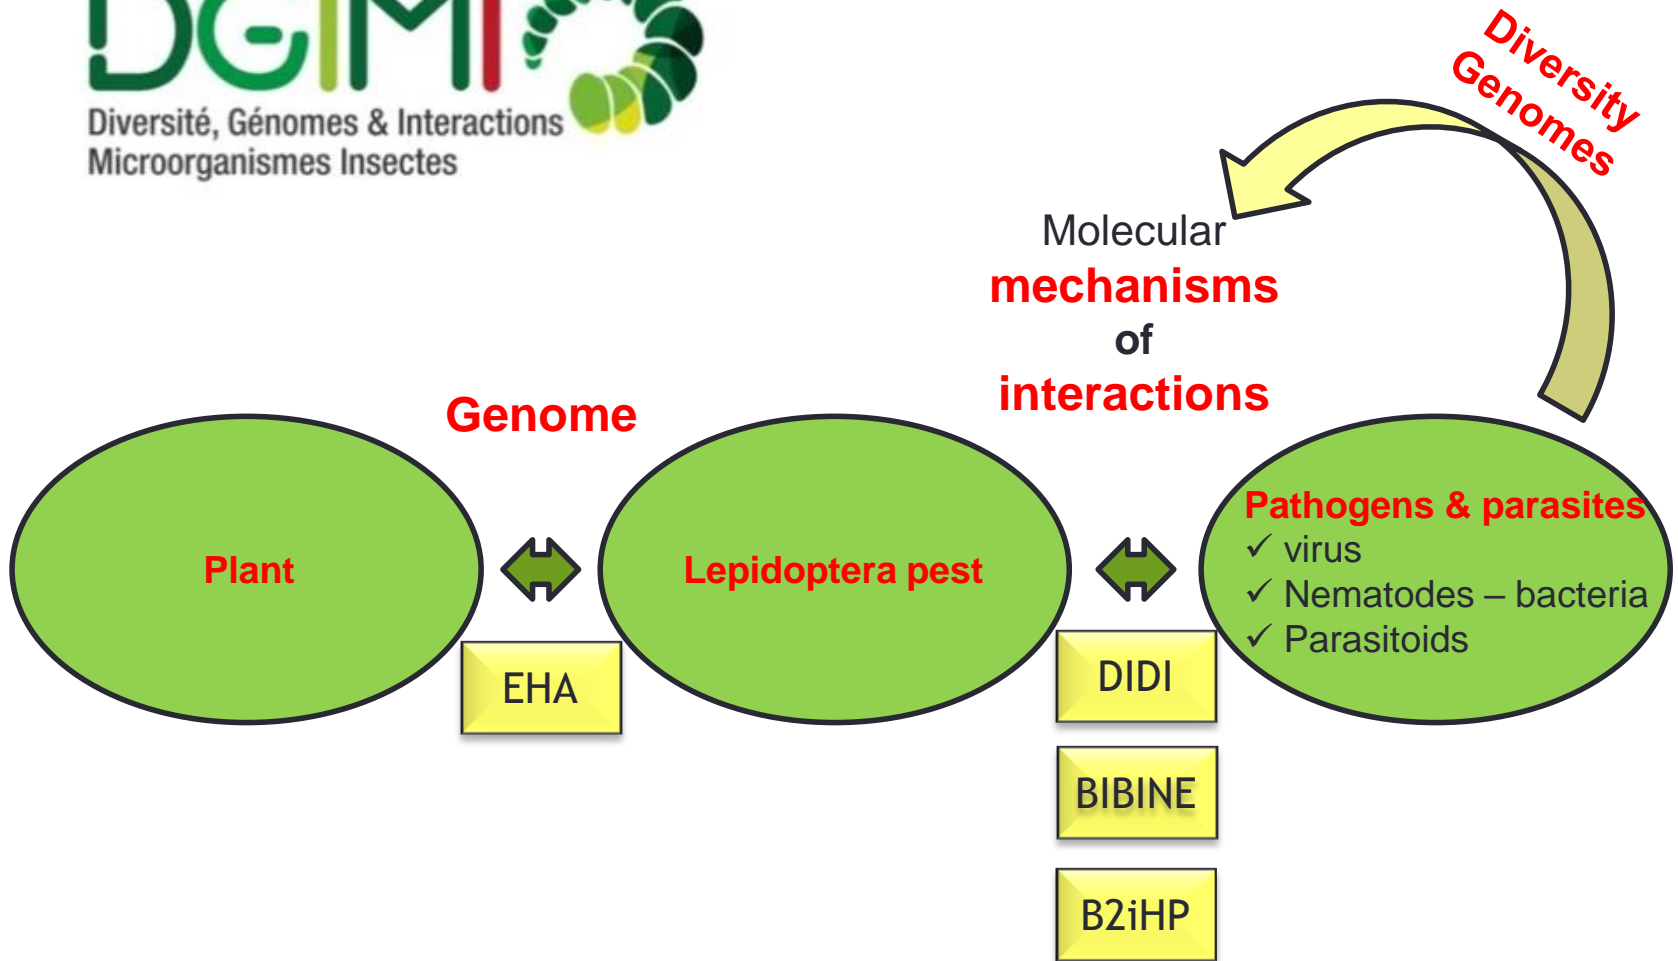 DGIMI
Diversité, Génomes & Interactions
Microorganismes Insectes
Diversity
Genomes
Molecular
mechanisms
of
interactions
Genome
Plant
Lepidoptera pest
Pathogens & parasites
✓ virus
✓ Nematodes – bacteria
✓ Parasitoids
EHA
DIDI
BIBINE
B2iHP